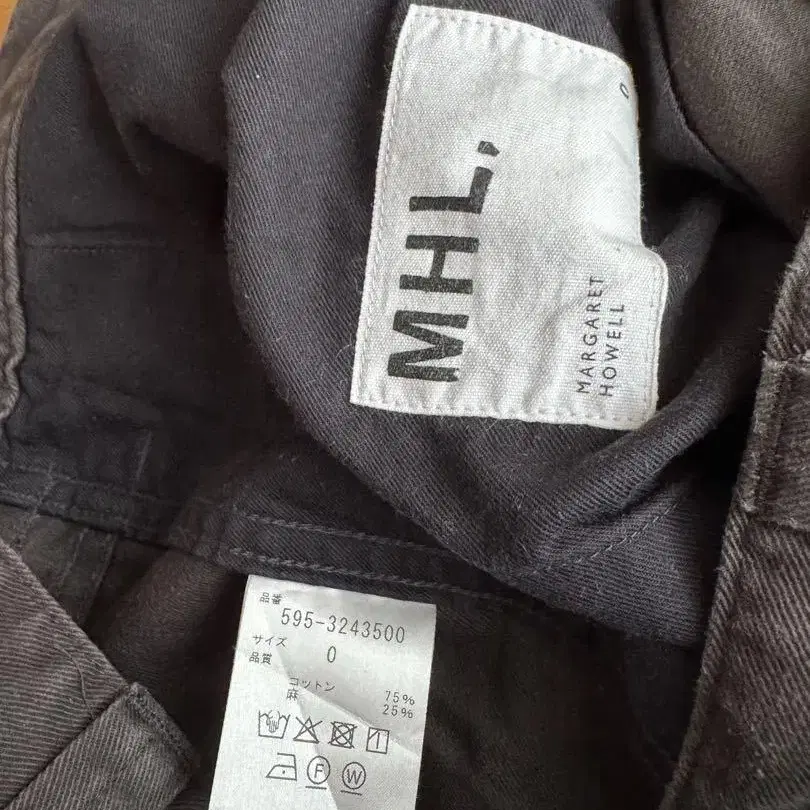 MHL.
MARGARET
HOWELL
0
品番
595-3243500
サイズ
0
品質
コットン 75%
麻 25%
F W